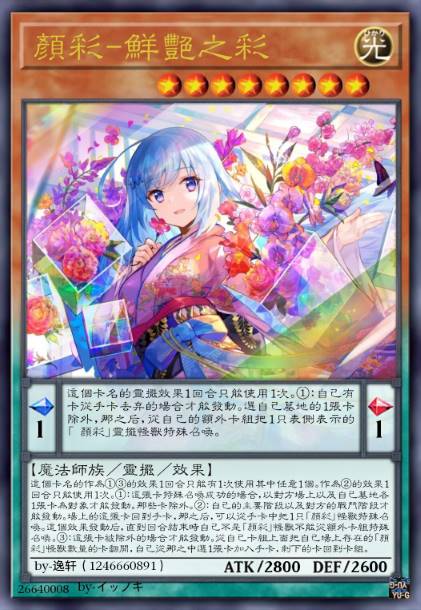 顏彩-鮮艷之彩
ひかり
光
這個卡名的靈擺效果1回合只能使用1次。①:自己有
卡從手卡丟弃的場合才能發動。選自己墓地的1張卡
除外,那之后,從自己的額外卡組把1只表側表示的
「 顏彩」靈擺怪獸特殊召喚。
1
1
【魔法師族／靈擺／效果】
這個卡名的作為①③的效果1回合只能有1次使用其中任意1個。作為②的效果1
回合只能使用1次。①:這張卡特殊召喚成功的場合,以對方場上以及自己墓地各
1張卡為對象才能發動。那些卡除外。②:自己的主要階段以及對方的戰鬥階段才
能發動。場上的這張卡回到手卡,那之后,可以從手卡中把1只「顏彩」怪獸特殊召
喚。這個效果發動后,直到回合結束時自己不是「顏彩」怪獸不能從額外卡組特殊
召喚。③:這張卡被除外的場合才能發動。從自己卡組上面把自己場上存在的「顏
彩」怪獸數量的卡翻開,自己從那之中選1張卡加入手卡,剩下的卡回到卡組。
by-逸轩 ( 1246660891 )
ATK/2800 DEF/2600
26640008 by-イップキ
YU-G